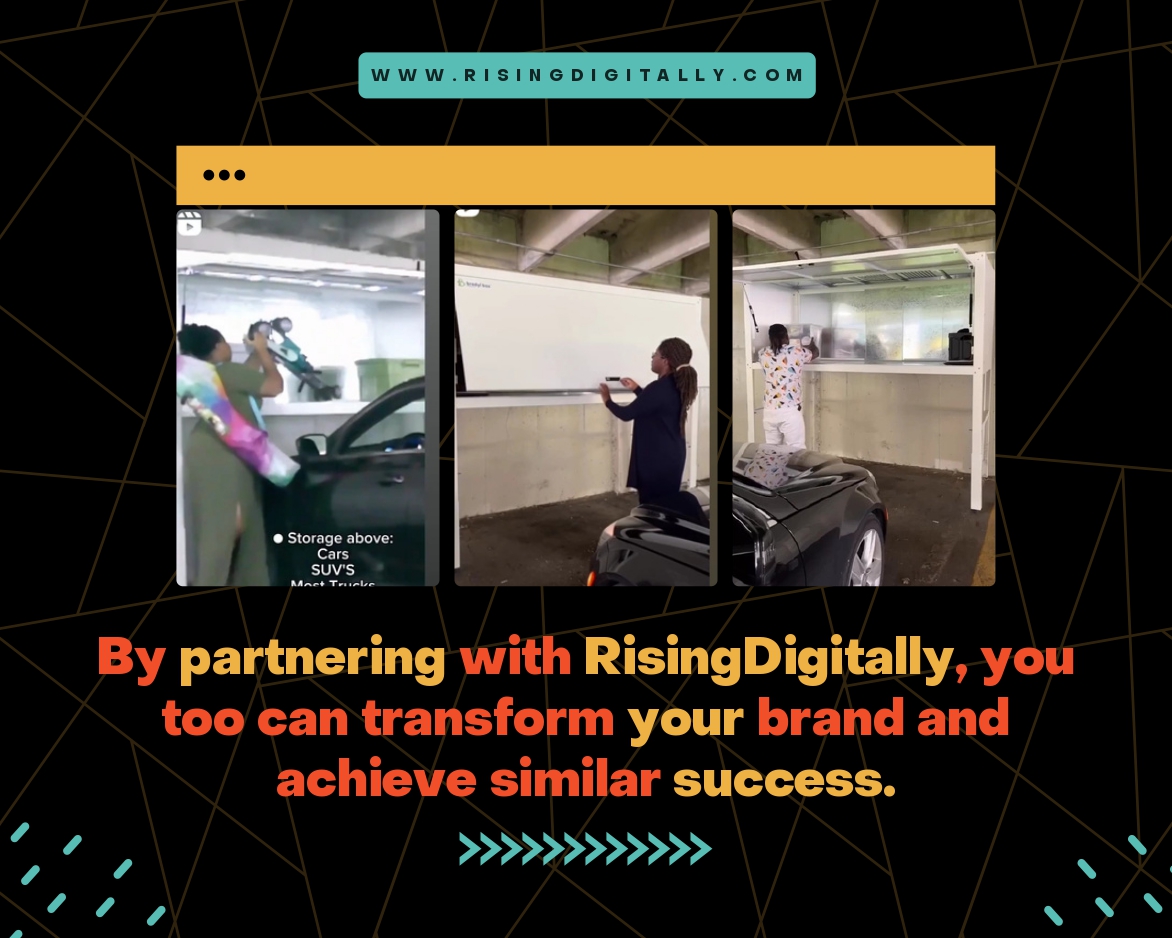 WWW.RISINGDIGITALLY.COM
Storage above:
Cars
SUV'S
Most Trucks
By partnering with RisingDigitally, you
too can transform your brand and
achieve similar success.